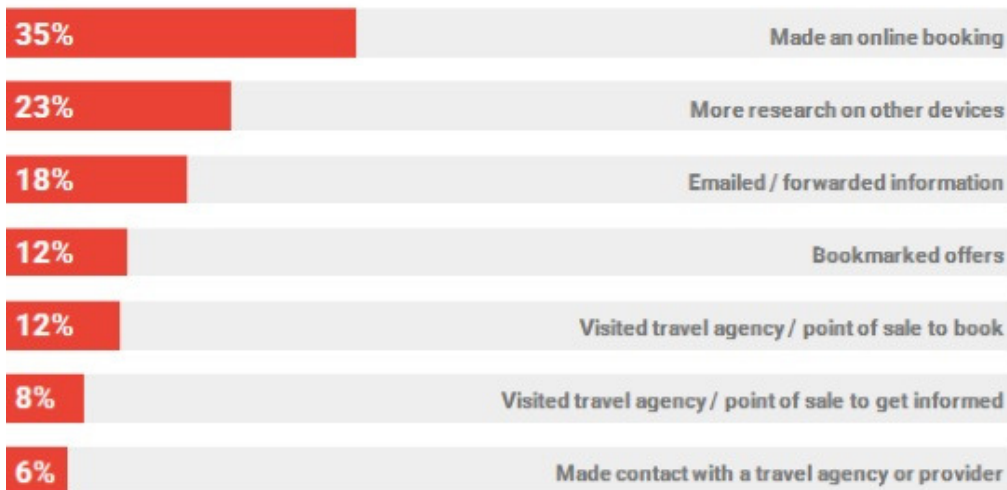 35% Made an online booking
23% More research on other devices
18% Emailed / forwarded information
12% Bookmarked offers
12% Visited travel agency / point of sale to book
8% Visited travel agency / point of sale to get informed
6% Made contact with a travel agency or provider